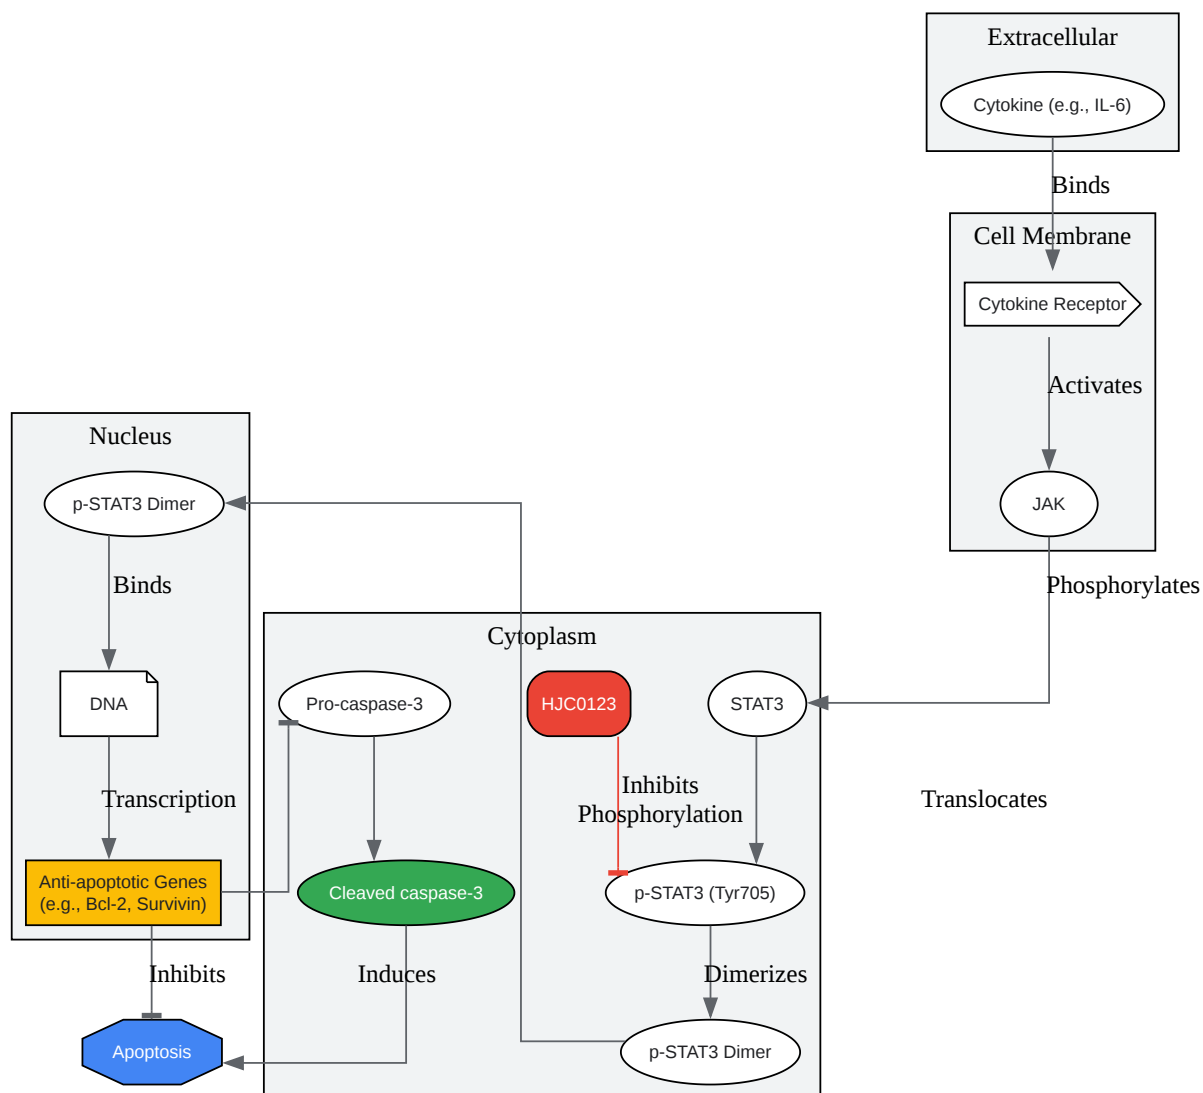 Extracellular
Cytokine (e.g., IL-6)
Binds
Cell Membrane
Cytokine Receptor
Activates
JAK
Phosphorylates
Nucleus
p-STAT3 Dimer
Binds
DNA
Transcription
Anti-apoptotic Genes
(e.g., Bcl-2, Survivin)
Inhibits
Apoptosis
Cytoplasm
Pro-caspase-3
HJC0123
STAT3
Inhibits
Phosphorylation
Translocates
Cleaved caspase-3
p-STAT3 (Tyr705)
Induces
Dimerizes
p-STAT3 Dimer